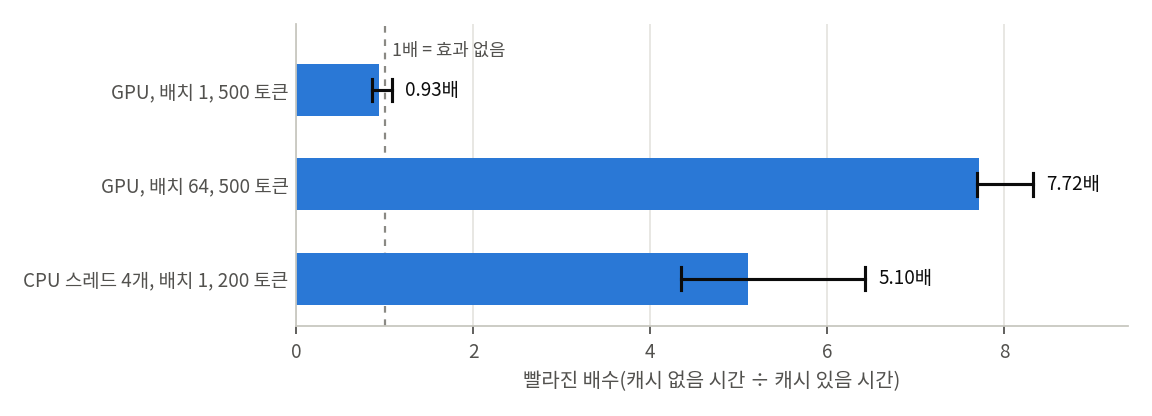 1배 = 효과 없음
GPU, 배치 1, 500 토큰
0.93배
GPU, 배치 64, 500 토큰
7.72배
CPU 스레드 4개, 배치 1, 200 토큰
5.10배
0 2 4 6 8
빨라진 배수(캐시 없음 시간 ÷ 캐시 있음 시간)